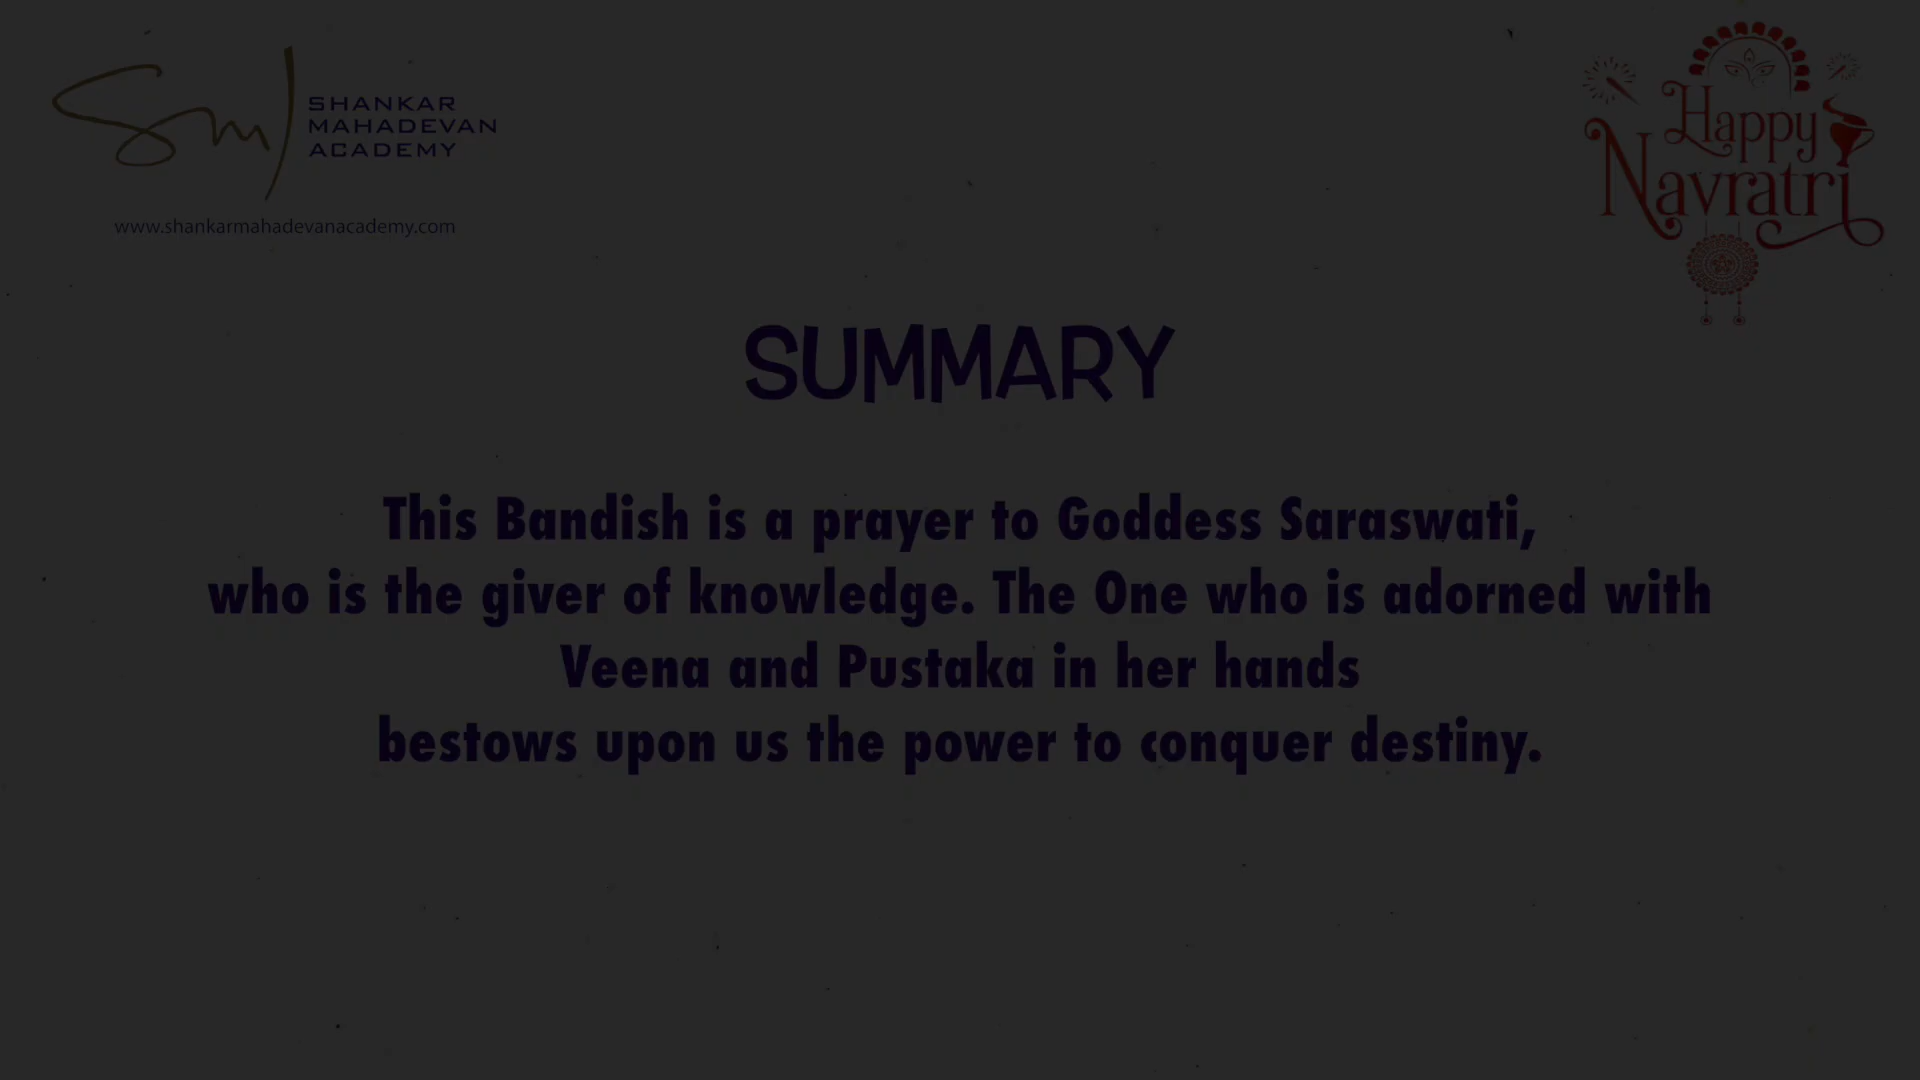 SHANKAR
MAHADEVAN
ACADEMY
www.shankarmahadevanacademy.com
Happy
Navratri
SUMMARY
This Bandish is a prayer to Goddess Saraswati,
who is the giver of knowledge. The One who is adorned with
Veena and Pustaka in her hands
bestows upon us the power to conquer destiny.